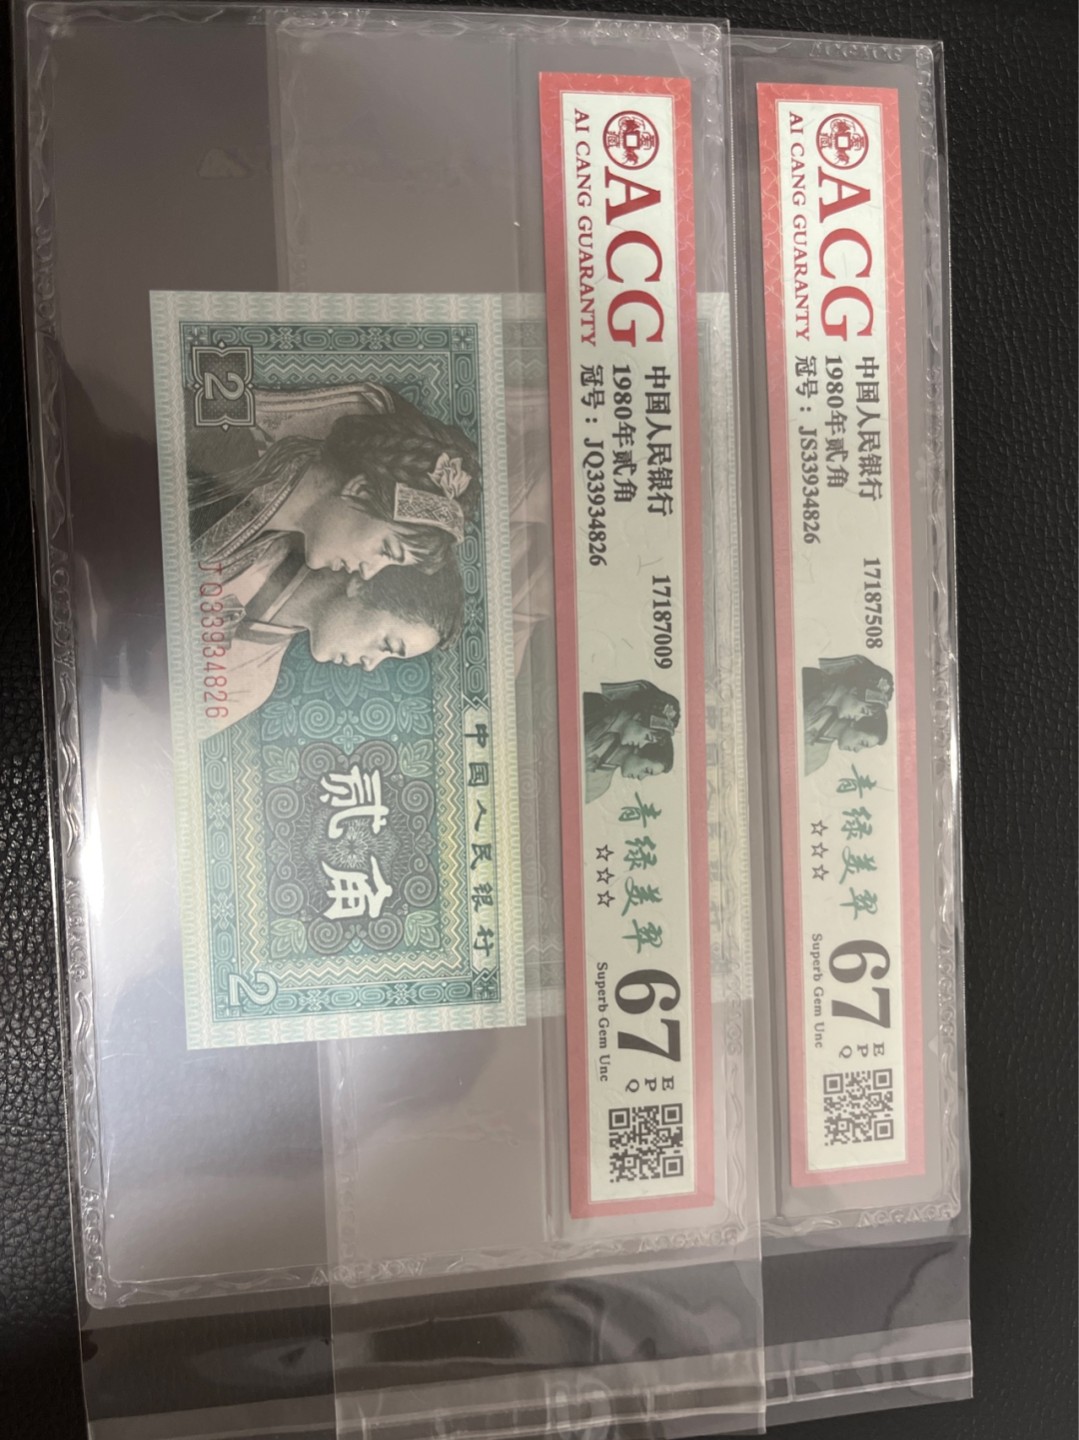 ACG
AI CANG GUARANTY
中国人民银行
1980年贰角
冠号：JS33934826
17187508
青绿美翠
☆☆☆
67
EPQ
Superb Gem Unc
ACG
AI CANG GUARANTY
中国人民银行
1980年贰角
冠号：JQ33934826
17187009
青绿美翠
☆☆☆
67
EPQ
Superb Gem Unc
中国人民银行
贰角
2
2
JQ33934826